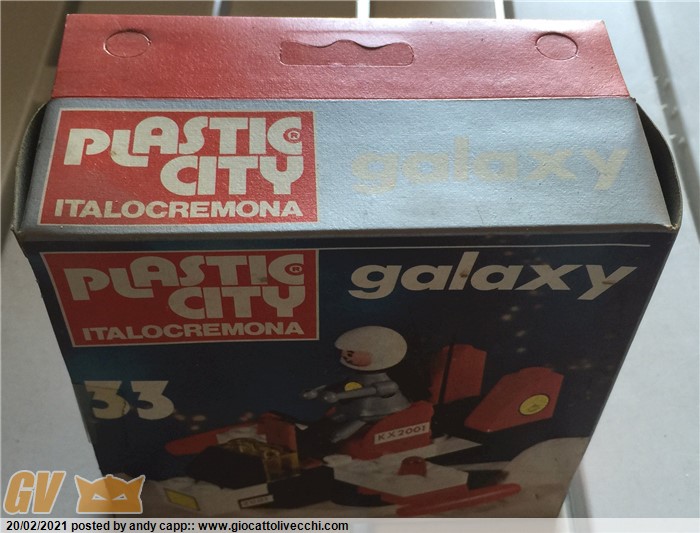 PLASTIC CITY ®
ITALOCREMONA
galaxy
PLASTIC CITY ®
ITALOCREMONA
galaxy
33
KX2001
GV
20/02/2021 posted by andy capp:: www.giocattolivecchi.com